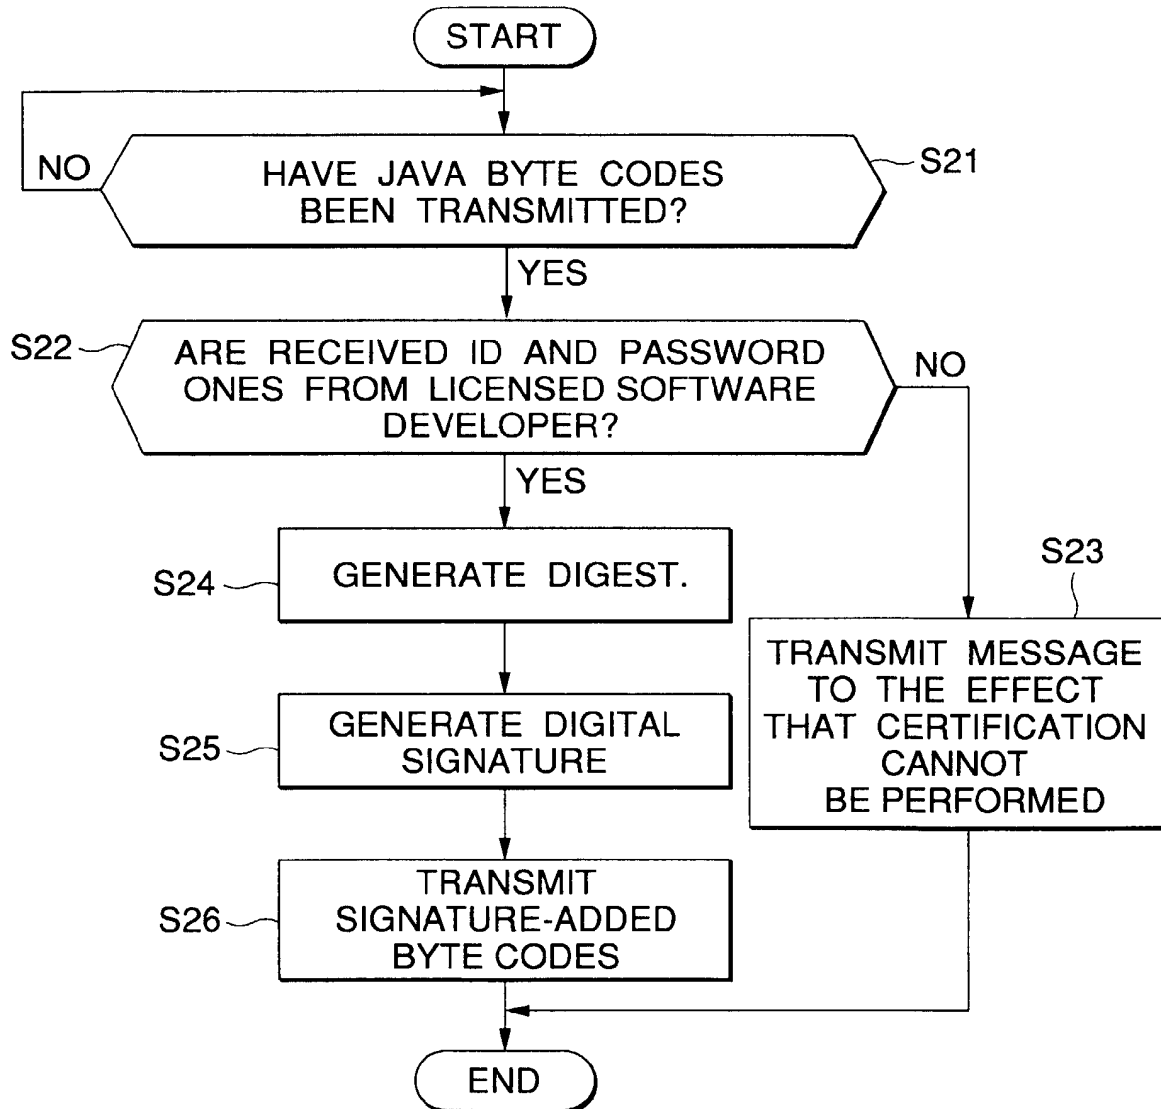 START
NO
HAVE JAVA BYTE CODES
BEEN TRANSMITTED?
S21
YES
S22
ARE RECEIVED ID AND PASSWORD
ONES FROM LICENSED SOFTWARE
DEVELOPER?
NO
YES
S24
GENERATE DIGEST.
S23
TRANSMIT MESSAGE
TO THE EFFECT
THAT CERTIFICATION
CANNOT
BE PERFORMED
S25
GENERATE DIGITAL
SIGNATURE
S26
TRANSMIT
SIGNATURE-ADDED
BYTE CODES
END